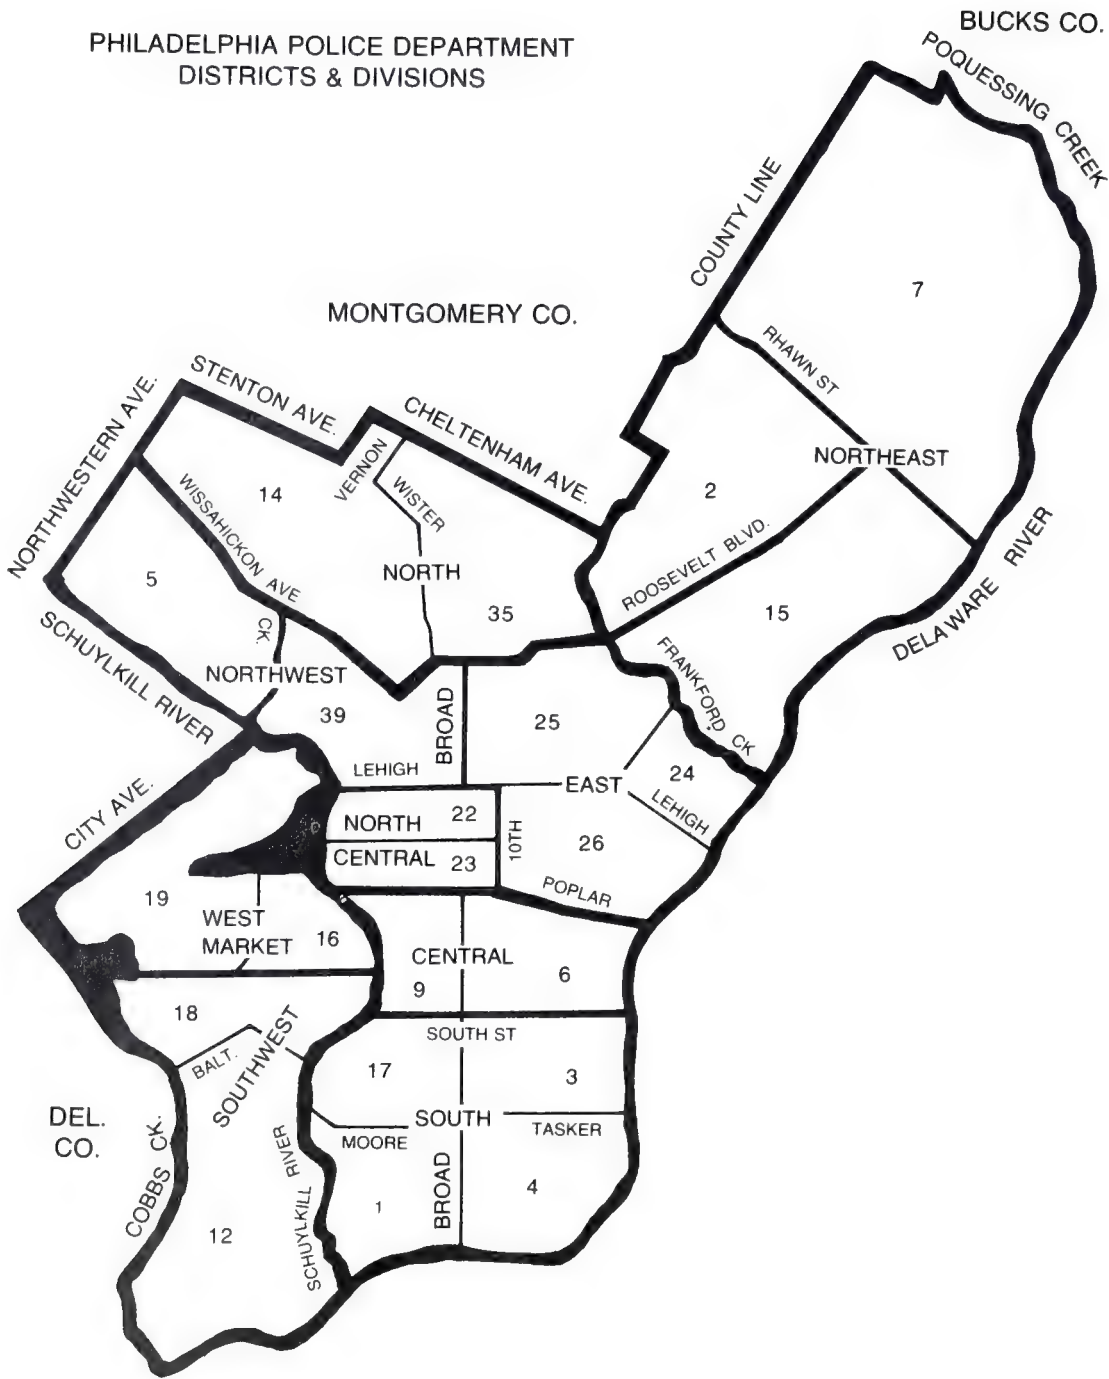 BUCKS CO.
PHILADELPHIA POLICE DEPARTMENT
DISTRICTS & DIVISIONS
POQUESSING CREEK
COUNTY LINE
7
MONTGOMERY CO.
RHAWN ST
STENTON AVE.
NORTHWESTERN AVE.
CHELTENHAM AVE.
VERNON
WISTER
NORTHEAST
14
2
WISSAHICKON AVE
ROOSEVELT BLVD.
DELAWARE RIVER
5
NORTH
35
15
CK.
SCHUYLKILL RIVER
NORTHWEST
FRANKFORD CK
39
BROAD
25
LEHIGH
24
EAST
LEHIGH
CITY AVE.
22
NORTH
CENTRAL
23
10TH
26
POPLAR
19
WEST
MARKET
16
CENTRAL
9
6
18
SOUTH ST
BALT.
SOUTHWEST
17
3
DEL.
CO.
SOUTH
MOORE
TASKER
COBBS CK.
SCHUYLKILL RIVER
BROAD
4
1
12